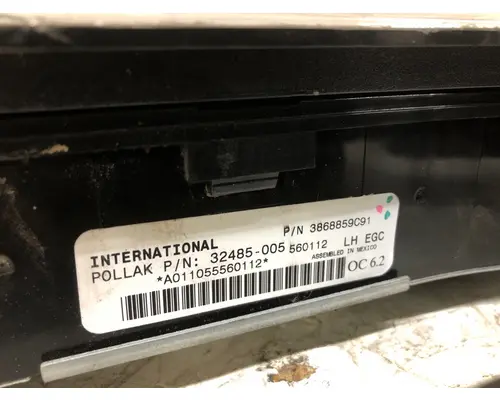 P/N 3868859C91
INTERNATIONAL
POLLAK P/N: 32485-005 560112 LH EGC
*A011055560112*
ASSEMBLED IN MEXICO
OC 6.2